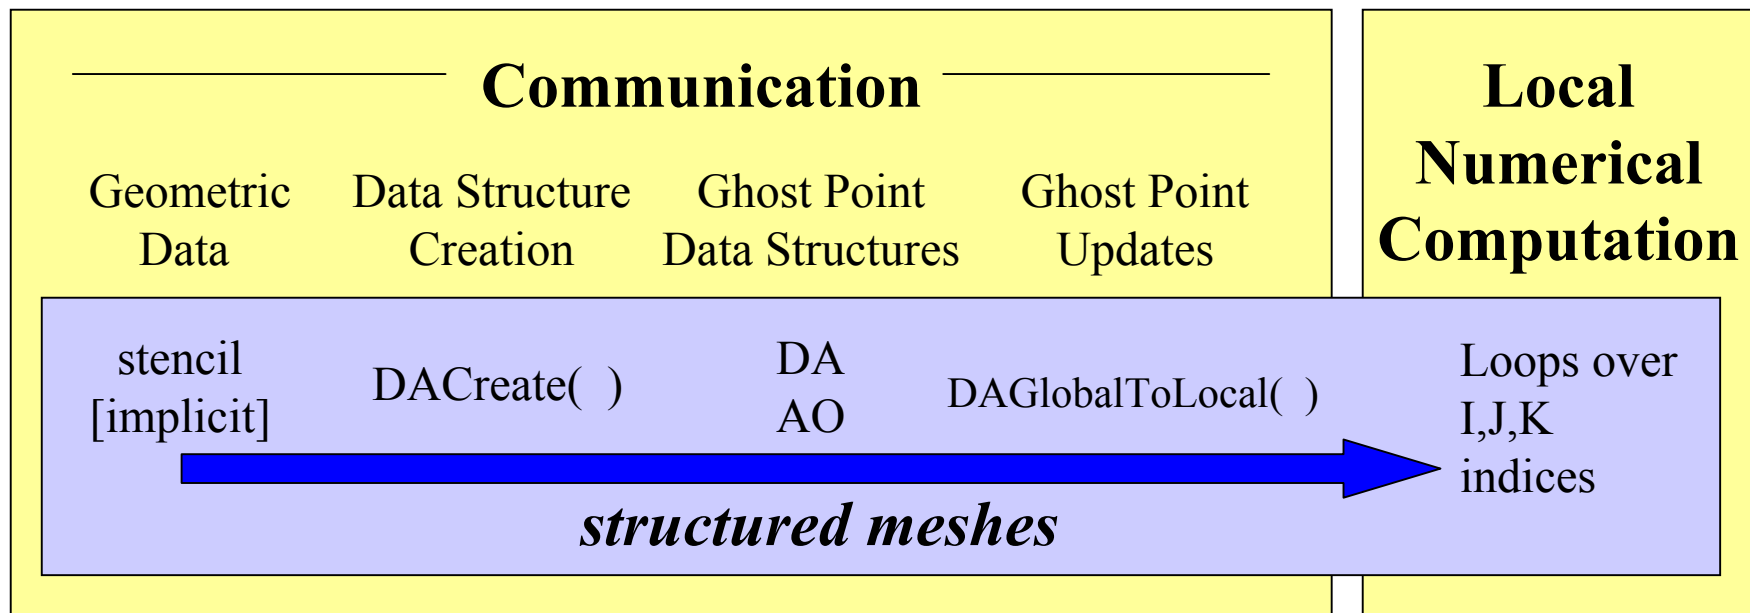 Communication
Local
Numerical
Computation
Geometric
Data
Data Structure
Creation
Ghost Point
Data Structures
Ghost Point
Updates
stencil
[implicit]
DACreate(  )
DA
AO
DAGlobalToLocal(  )
Loops over
I,J,K
indices
structured meshes